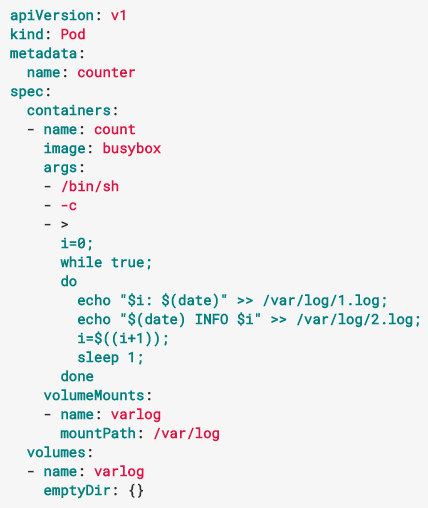 apiVersion: v1
kind: Pod
metadata:
  name: counter
spec:
  containers:
  - name: count
    image: busybox
    args:
    - /bin/sh
    - -c
    - >
      i=0;
      while true;
      do
        echo "$i: $(date)" >> /var/log/1.log;
        echo "$(date) INFO $i" >> /var/log/2.log;
        i=$((i+1));
        sleep 1;
      done
    volumeMounts:
    - name: varlog
      mountPath: /var/log
  volumes:
  - name: varlog
    emptyDir: {}